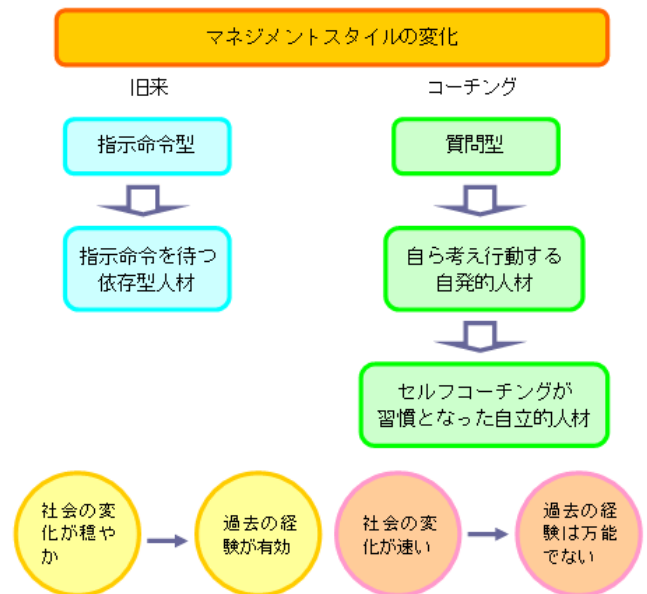 マネジメントスタイルの変化
旧来
コーチング
指示命令型
質問型
指示命令を待つ
依存型人材
自ら考え行動する
自発的人材
セルフコーチングが
習慣となった自立的人材
社会の変
化が穏や
か
過去の経
験が有効
社会の変
化が速い
過去の経
験は万能
でない